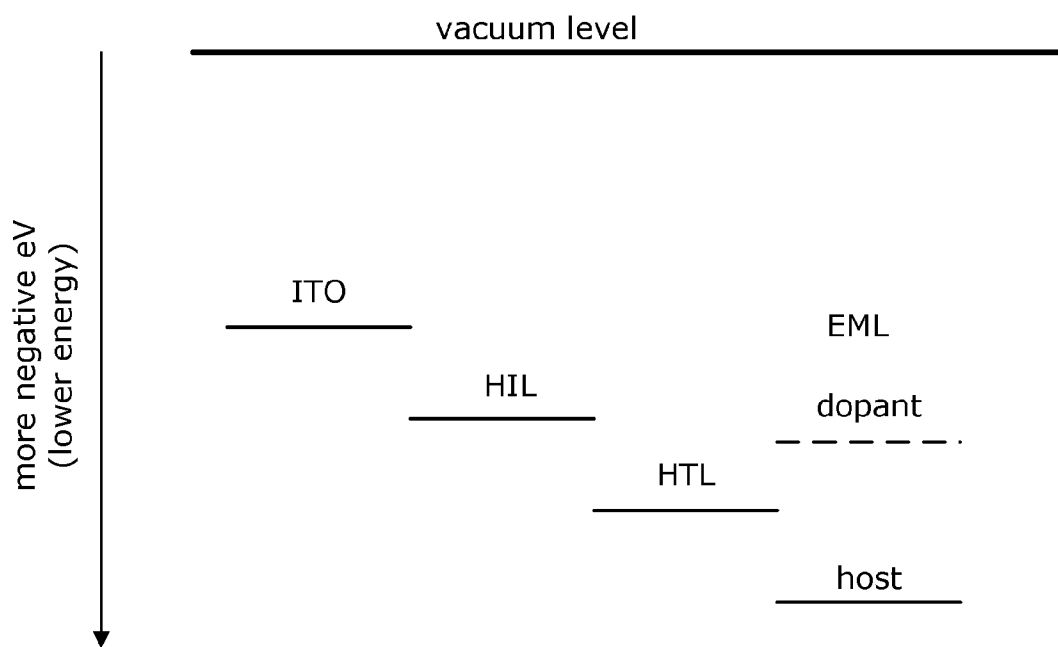 vacuum level
more negative eV
(lower energy)
ITO
EML
HIL
dopant
HTL
host